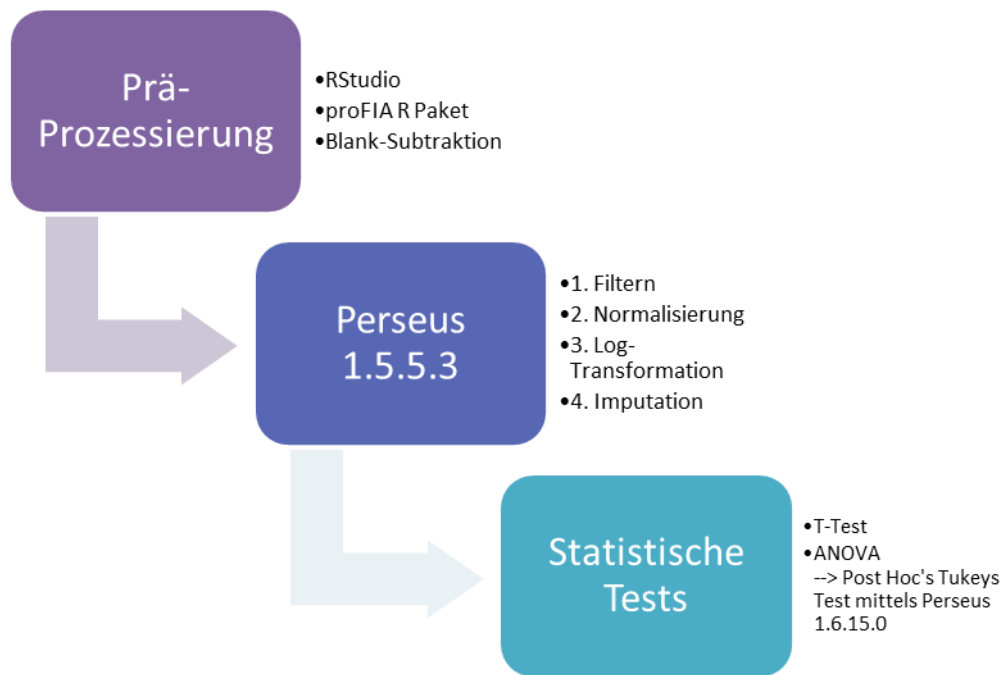 Prä-
Prozessierung
•RStudio
•proFIA R Paket
•Blank-Subtraktion
Perseus
1.5.5.3
•1. Filtern
•2. Normalisierung
•3. Log-
Transformation
•4. Imputation
Statistische
Tests
•T-Test
•ANOVA
--> Post Hoc's Tukeys
Test mittels Perseus
1.6.15.0